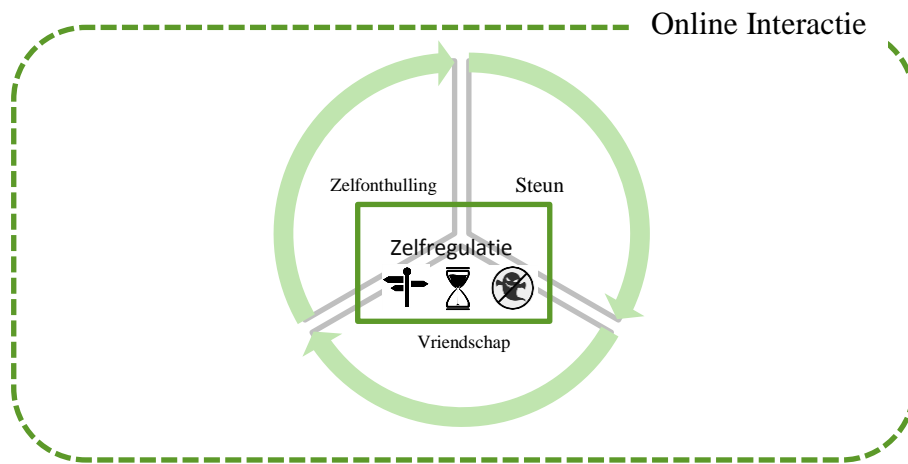 Online Interactie
Zelfonthulling
Steun
Zelfregulatie
Vriendschap